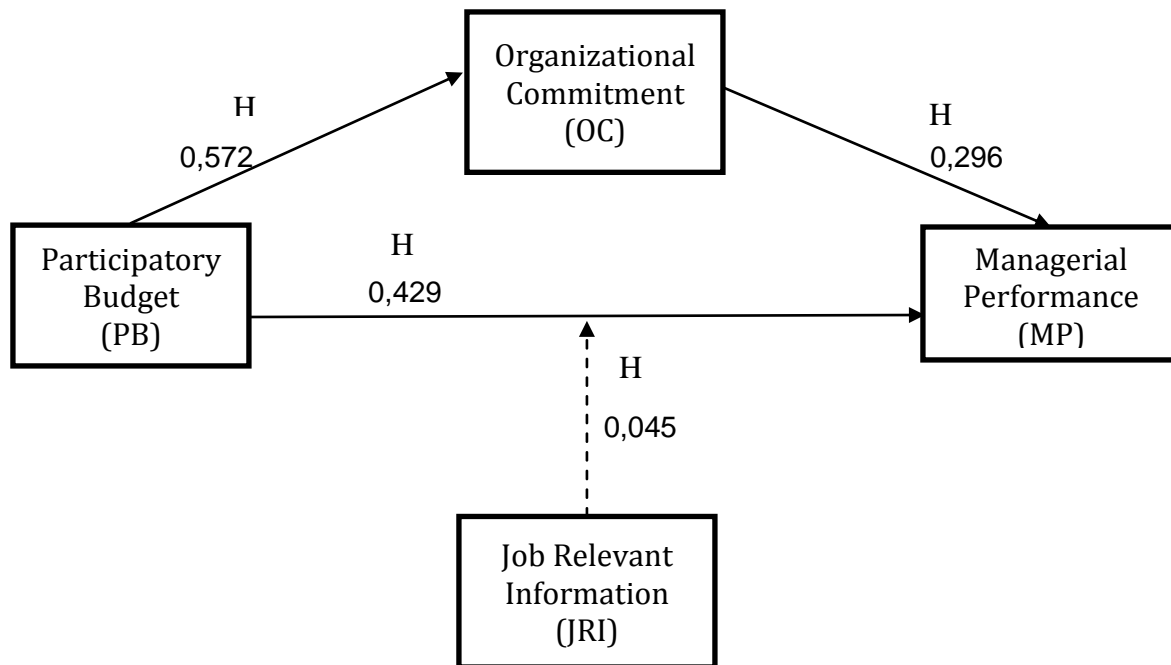 Organizational
Commitment
(OC)
H
0,572
H
0,296
Participatory
Budget
(PB)
H
0,429
Managerial
Performance
(MP)
H
0,045
Job Relevant
Information
(JRI)